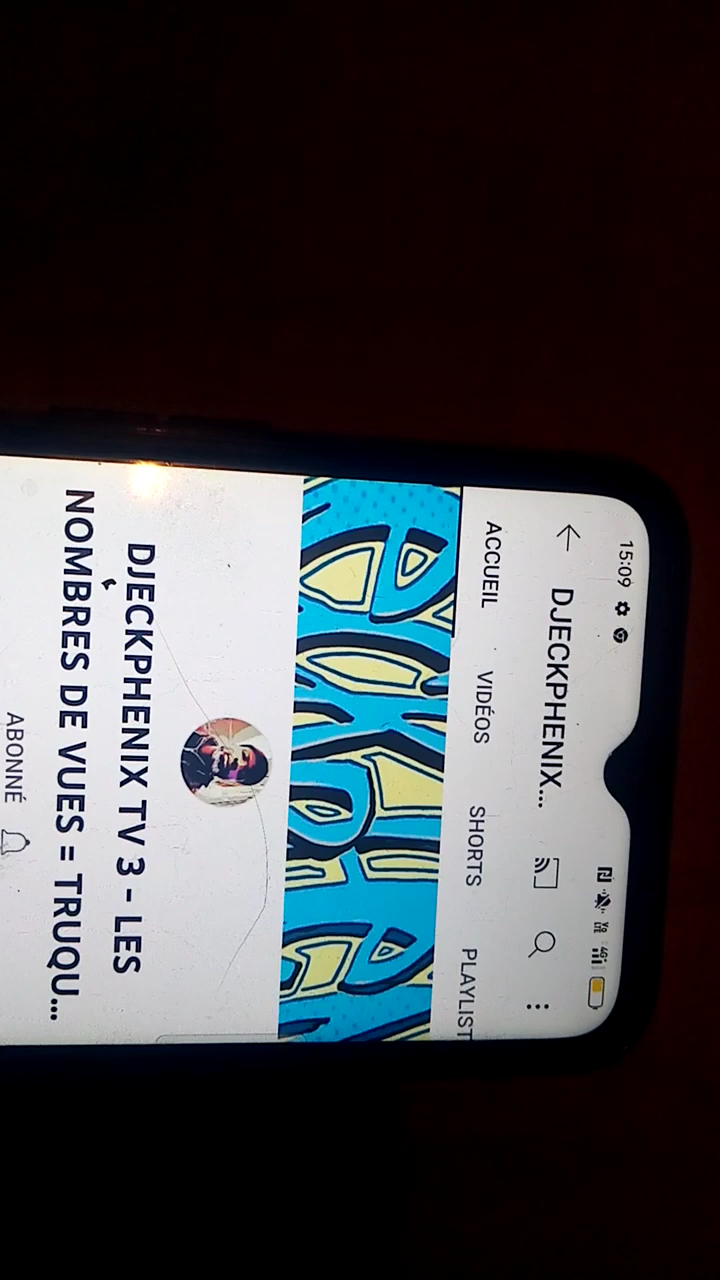 15:09
DJECKPHENIX...
ACCUEIL VIDÉOS SHORTS PLAYLIST
DJECKPHENIX TV 3 - LES
NOMBRES DE VUES = TRUQU...
ABONNÉ